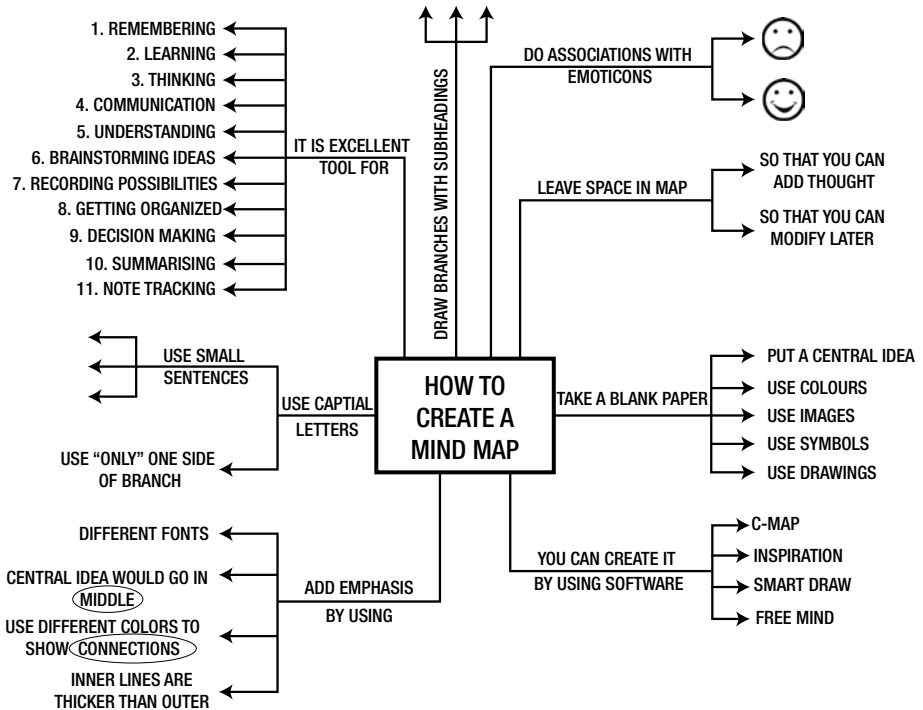 1. REMEMBERING
2. LEARNING
3. THINKING
4. COMMUNICATION
5. UNDERSTANDING
6. BRAINSTORMING IDEAS
7. RECORDING POSSIBILITIES
8. GETTING ORGANIZED
9. DECISION MAKING
10. SUMMARISING
11. NOTE TRACKING
IT IS EXCELLENT
TOOL FOR
DRAW BRANCHES WITH SUBHEADINGS
DO ASSOCIATIONS WITH
EMOTICONS
LEAVE SPACE IN MAP
SO THAT YOU CAN
ADD THOUGHT
SO THAT YOU CAN
MODIFY LATER
USE SMALL
SENTENCES
USE CAPTIAL
LETTERS
USE “ONLY” ONE SIDE
OF BRANCH
HOW TO
CREATE A
MIND MAP
TAKE A BLANK PAPER
PUT A CENTRAL IDEA
USE COLOURS
USE IMAGES
USE SYMBOLS
USE DRAWINGS
DIFFERENT FONTS
CENTRAL IDEA WOULD GO IN
MIDDLE
USE DIFFERENT COLORS TO
SHOW CONNECTIONS
INNER LINES ARE
THICKER THAN OUTER
ADD EMPHASIS
BY USING
YOU CAN CREATE IT
BY USING SOFTWARE
C-MAP
INSPIRATION
SMART DRAW
FREE MIND